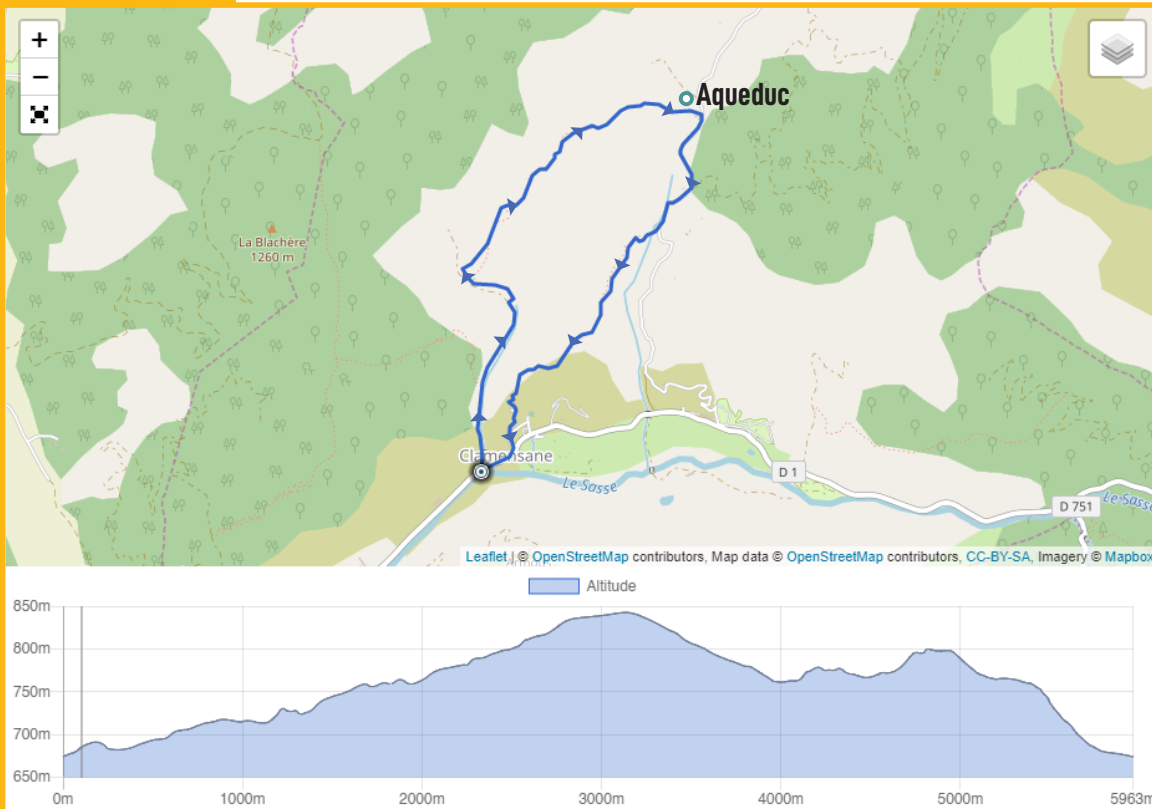 +
−
Aqueduc
La Blachère
1260 m
Clamensane
Le Sasse
D 1
D 751
Le Sasse
Leaflet | © OpenStreetMap contributors, Map data © OpenStreetMap contributors, CC-BY-SA, Imagery © Mapbox
Altitude
850m
800m
750m
700m
650m
0m 1000m 2000m 3000m 4000m 5000m 5963m